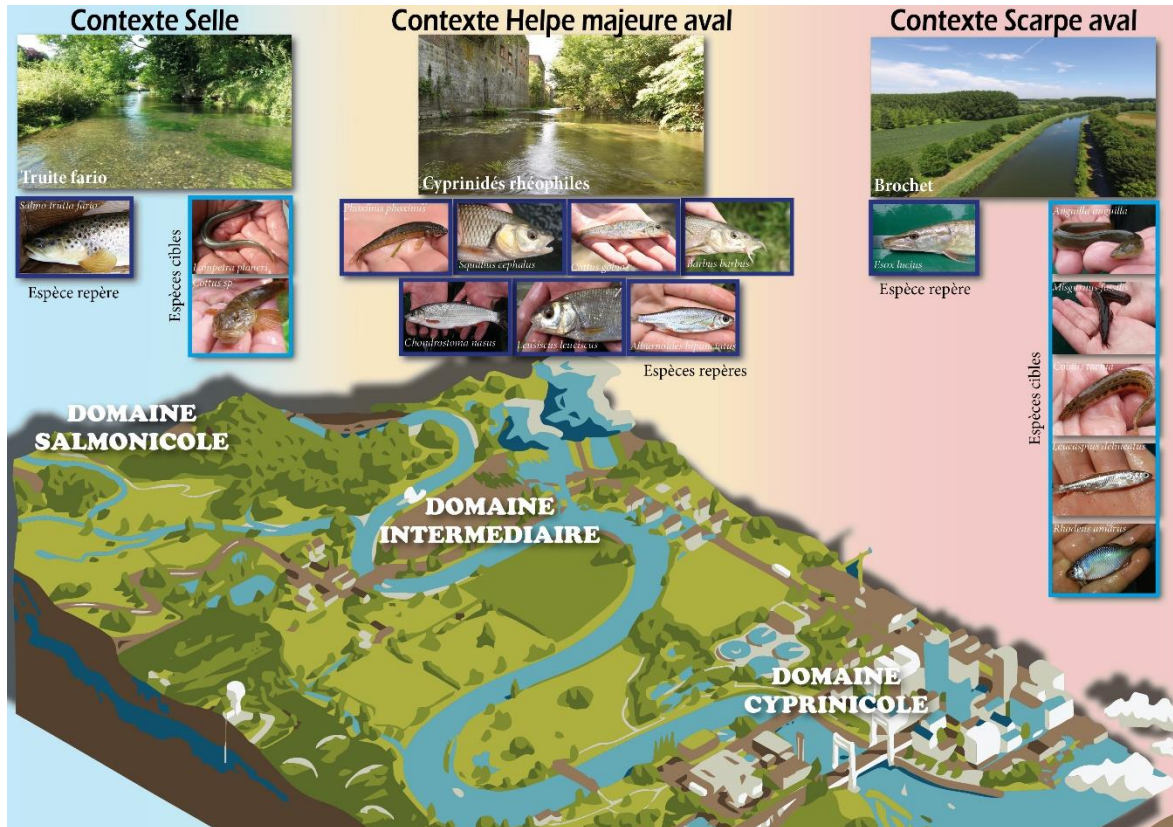 Contexte Selle
Truite fario
Salmo trutta fario
Espèce repère
Espèces cibles
Lampetra planeri
Cottus sp
Contexte Helpe majeure aval
Cyprinidés rhéophiles
Phoxinus phoxinus
Squalius cephalus
Cottus gobio
Barbus barbus
Chondrostoma nasus
Leusiscus leuciscus
Alburnoides bipunctatus
Espèces repères
Contexte Scarpe aval
Brochet
Esox lucius
Espèce repère
Espèces cibles
Anguilla anguilla
Misgurnus fossilis
Cobitis taenia
Leucaspius delineatus
Rhodeus amarus
DOMAINE
SALMONICOLE
DOMAINE
INTERMEDIAIRE
DOMAINE
CYPRINICOLE